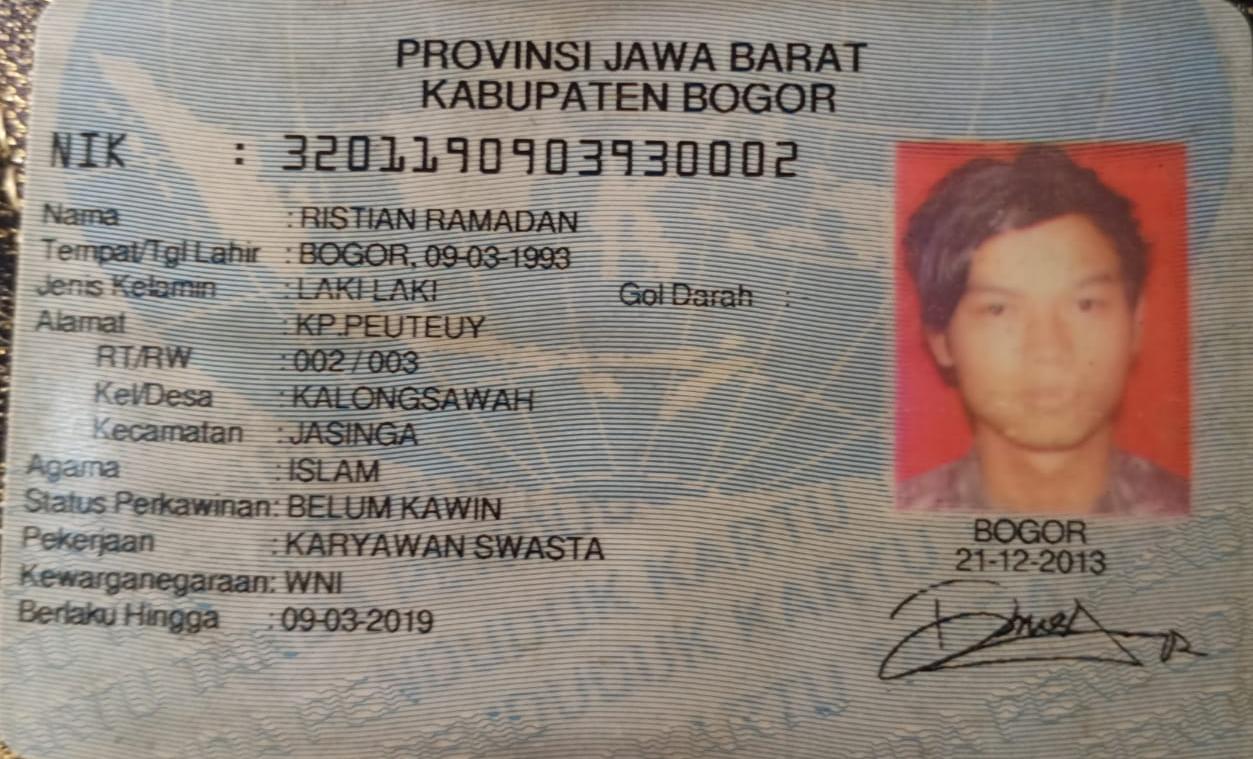 PROVINSI JAWA BARAT
KABUPATEN BOGOR
NIK : 3201190903930002
Nama : RISTIAN RAMADAN
Tempat/Tgl Lahir : BOGOR, 09-03-1993
Jenis Kelamin : LAKI LAKI Gol Darah :
Alamat : KP.PEUTEUY
RT/RW : 002 / 003
Kel/Desa : KALONGSAWAH
Kecamatan : JASINGA
Agama : ISLAM
Status Perkawinan: BELUM KAWIN
Pekerjaan : KARYAWAN SWASTA
Kewarganegaraan: WNI
Berlaku Hingga : 09-03-2019
BOGOR
21-12-2013